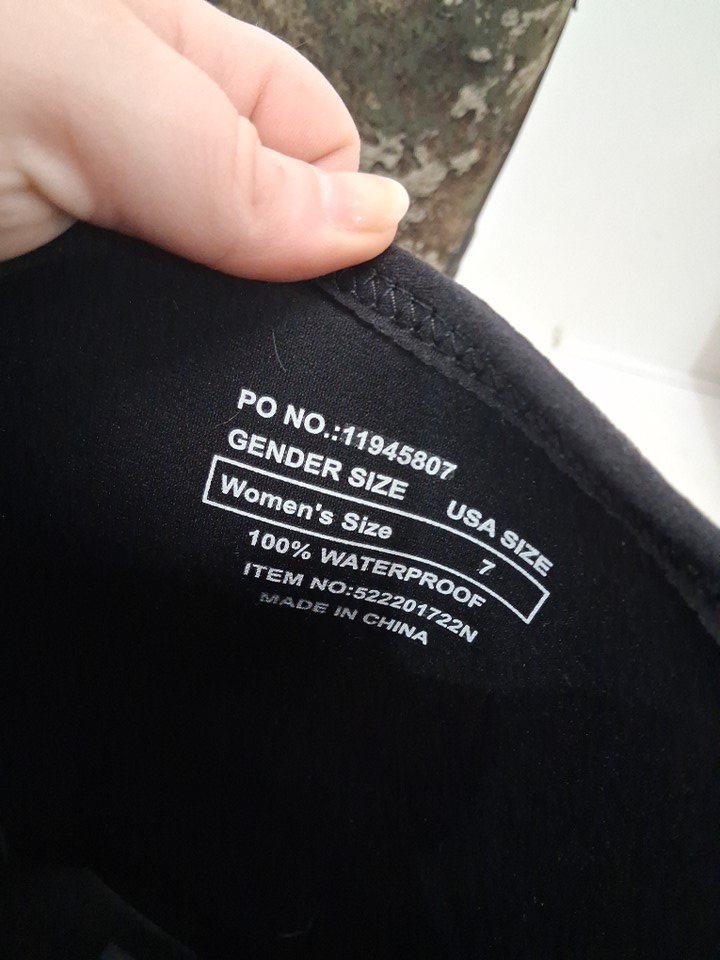 PO NO.:11945807
GENDER SIZE USA SIZE
Women's Size 7
100% WATERPROOF
ITEM NO:522201722N
MADE IN CHINA